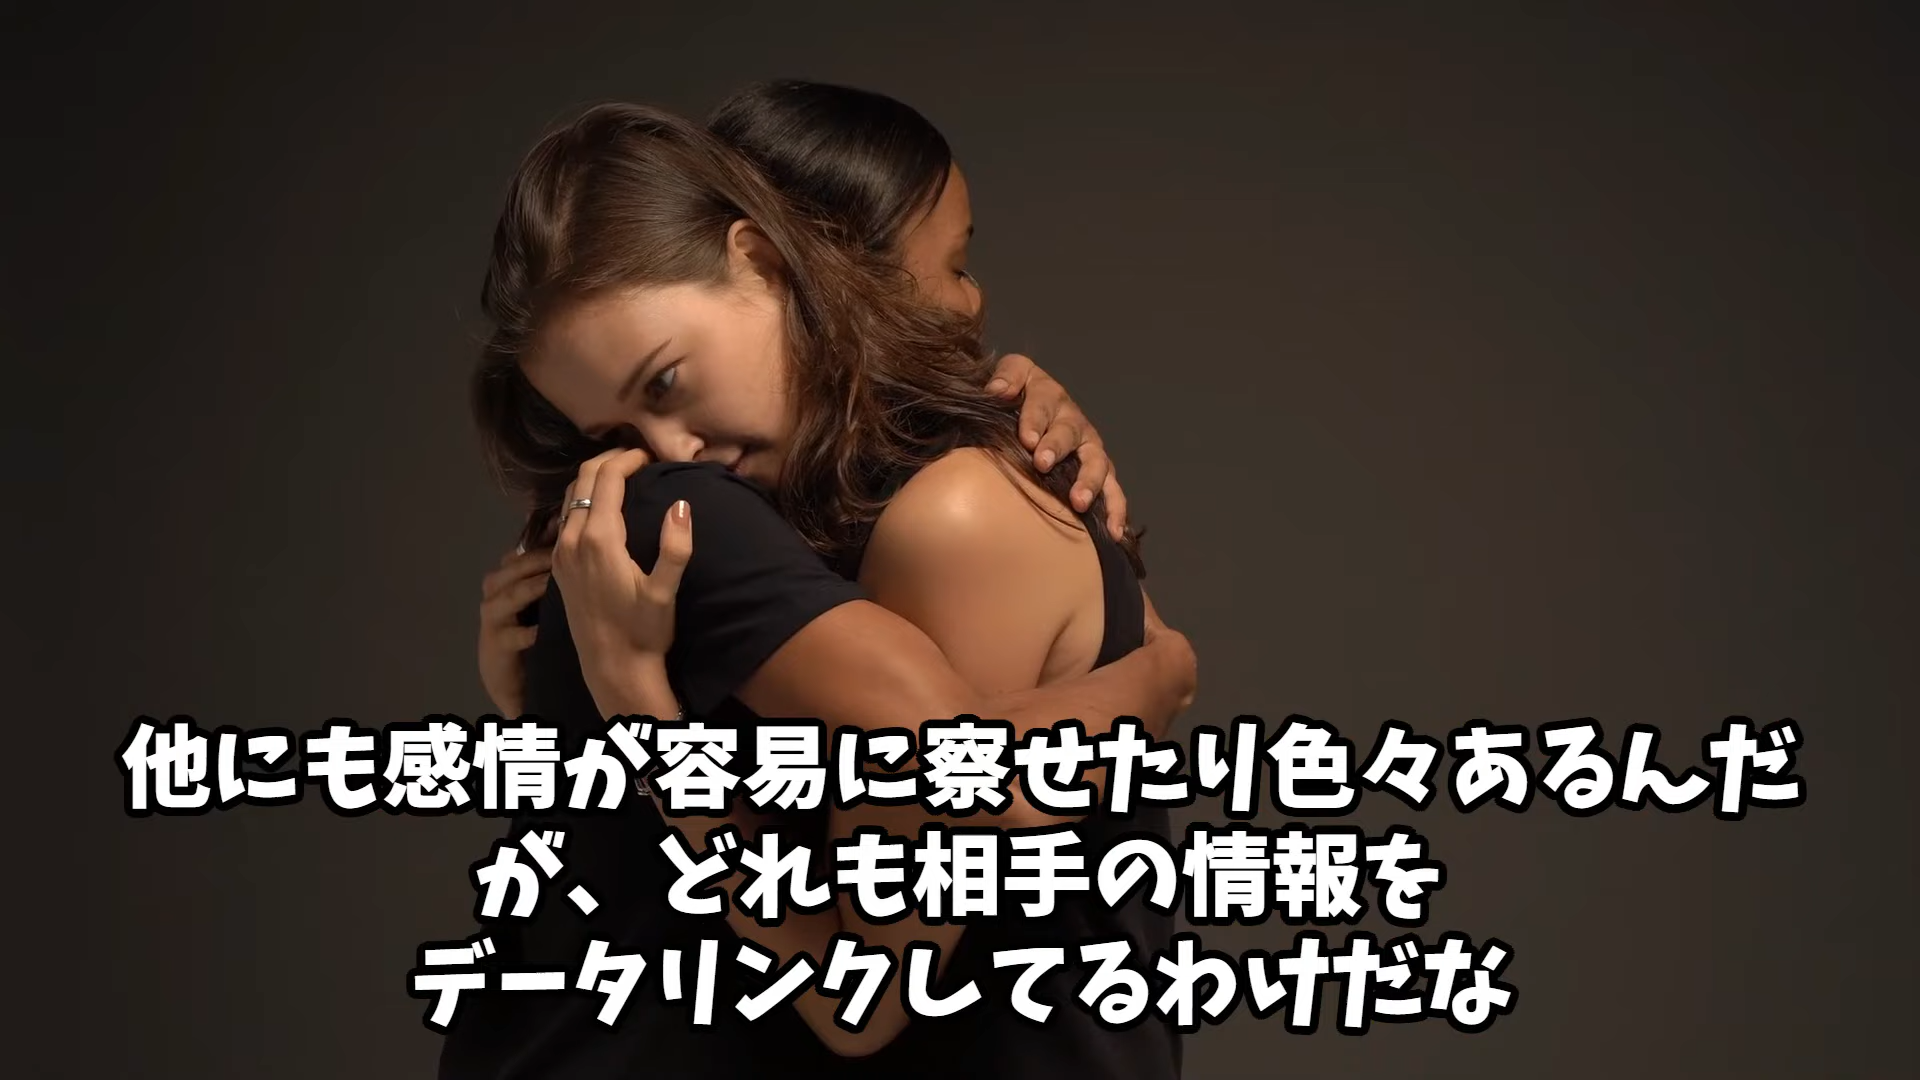 他にも感情が容易に察せたり色々あるんだ
が、どれも相手の情報を
データリンクしてるわけだな